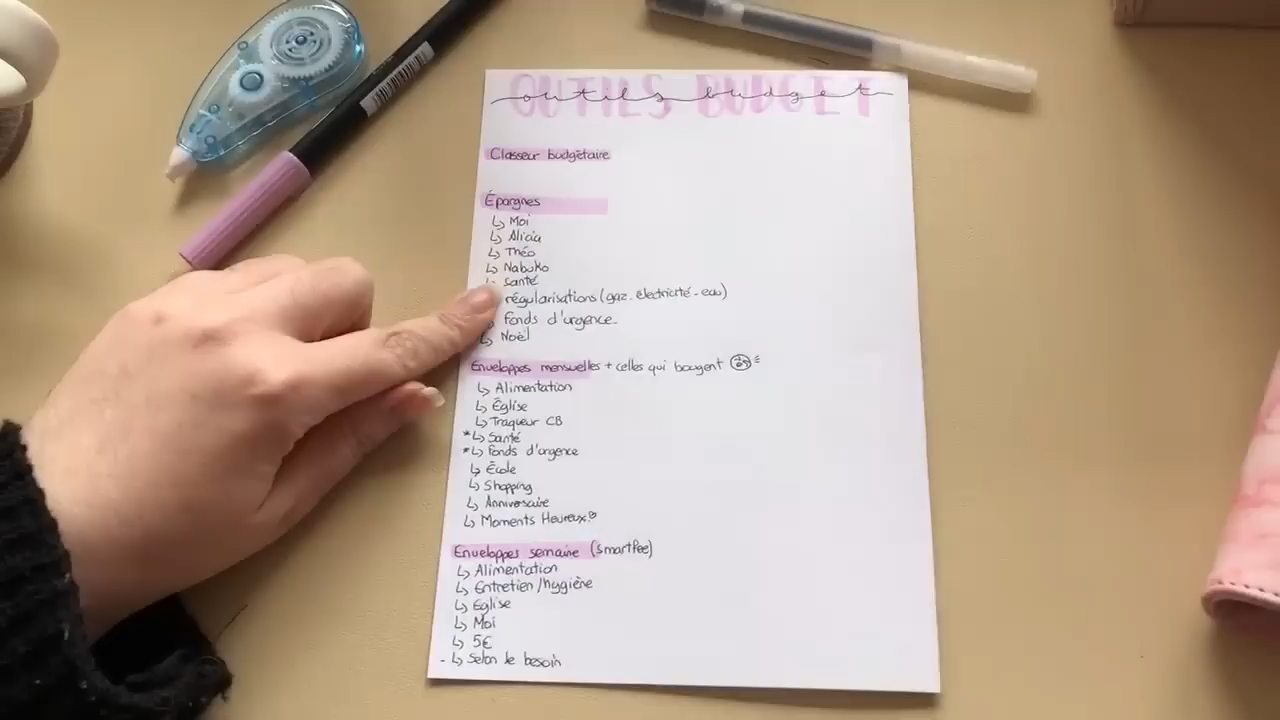 OUTILS BUDGET
outils budget
Classeur budgétaire
Épargnes
↳ Moi
↳ Alicia
↳ Théo
↳ Nabuko
↳ Santé
régularisations (gaz - électricité - eau)
↳ Fonds d'urgence
↳ Noël
Enveloppes mensuelles + celles qui bougent
↳ Alimentation
↳ Église
↳ Traqueur CB
*↳ Santé
*↳ Fonds d'urgence
↳ École
↳ Shopping
↳ Anniversaire
↳ Moments Heureux ♡
Enveloppes semaine (SmartPee)
↳ Alimentation
↳ Entretien/hygiène
↳ Église
↳ Moi
↳ 5€
- ↳ Selon le besoin